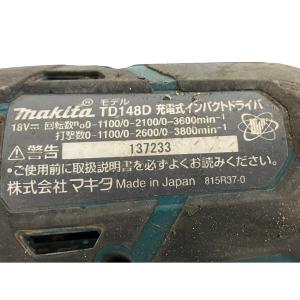 makita® モデル TD148D 充電式インパクトドライバ
18V 回転数n₀0-1100/0-2100/0-3600min⁻¹
打撃数0-1100/0-2600/0-3800min⁻¹
⚠警告 137233
・ご使用前に取扱説明書を必ずよくお読みください。
株式会社マキタ Made in Japan 815R37-0